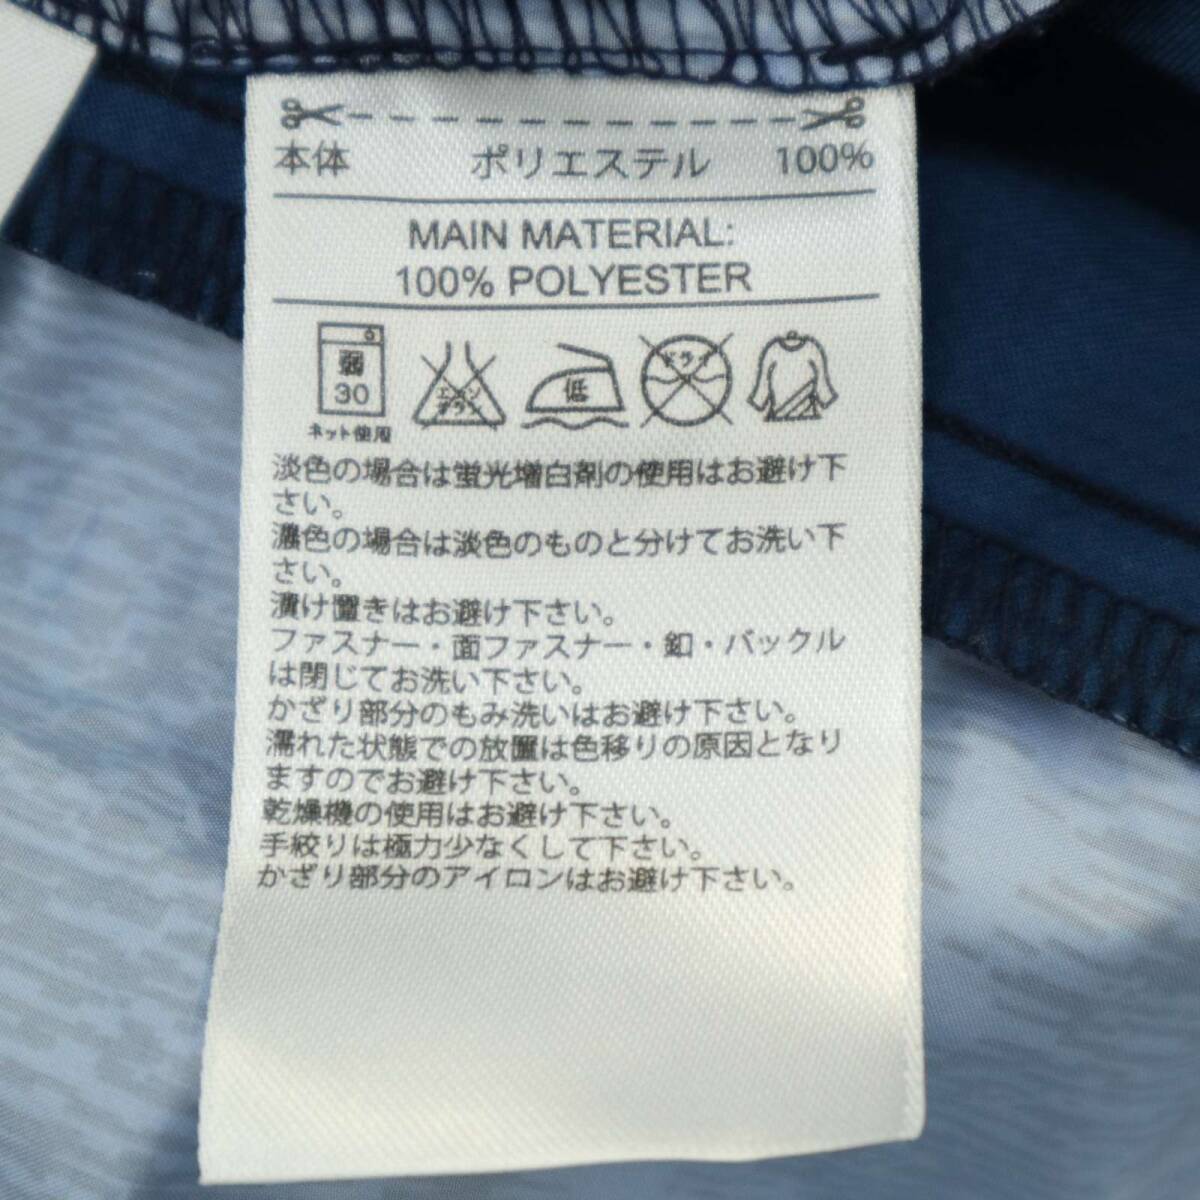 本体 ポリエステル 100%
MAIN MATERIAL:
100% POLYESTER
弱
30
ネット使用
エンソ
サラシ
低
ドライ
淡色の場合は蛍光増白剤の使用はお避け下
さい。
濃色の場合は淡色のものと分けてお洗い下
さい。
漬け置きはお避け下さい。
ファスナー・面ファスナー・釦・バックル
は閉じてお洗い下さい。
かざり部分のもみ洗いはお避け下さい。
濡れた状態での放置は色移りの原因となり
ますのでお避け下さい。
乾燥機の使用はお避け下さい。
手絞りは極力少なくして下さい。
かざり部分のアイロンはお避け下さい。